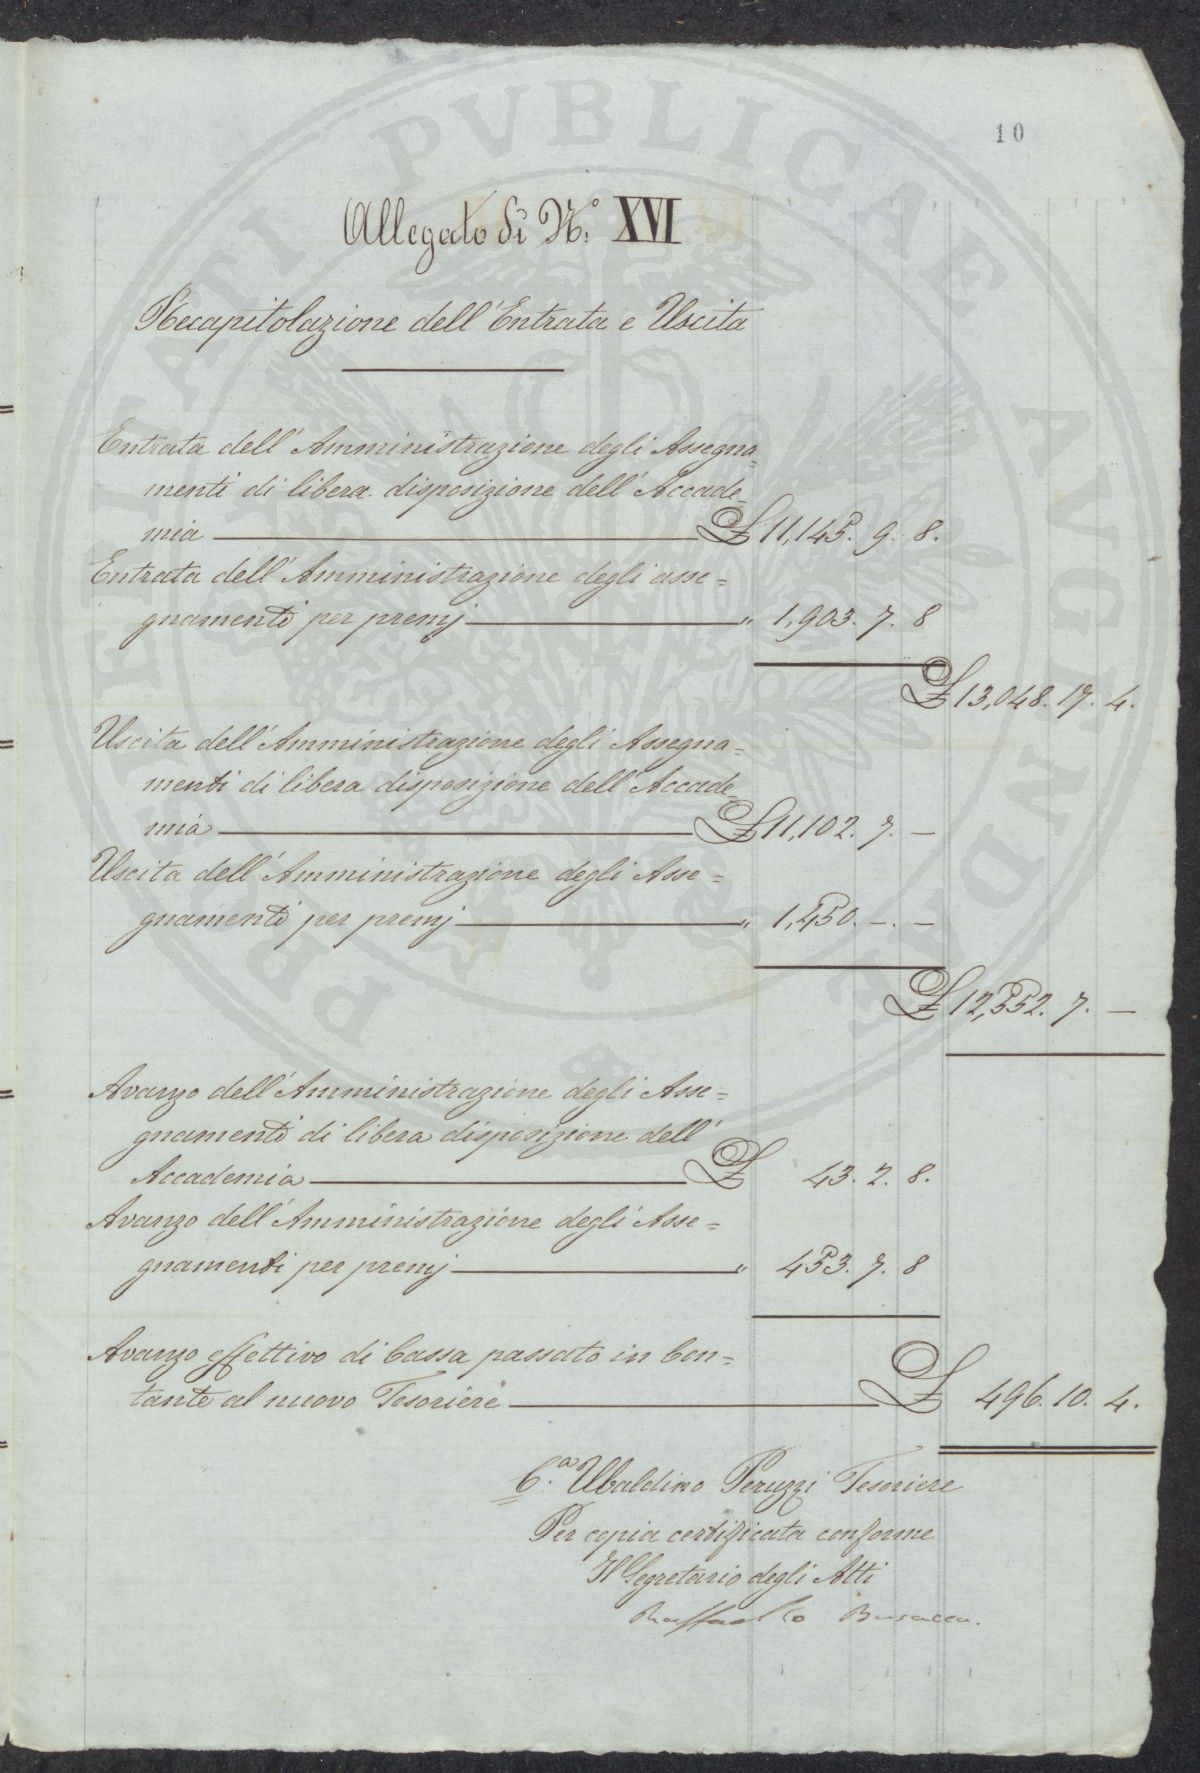 PROSPERITATI PVBLICAE AVGENDAE
10
Allegato di N.° XVI
Recapitolazione dell'Entrata e Uscita
Entrata dell'Amministrazione degli Assegna=
menti di libera disposizione dell'Accade=
mia £ 11,145. 9. 8.
Entrata dell'Amministrazione degli asse=
gnamenti per premj " 1,903. 7. 8
£ 13,048. 17. 4.
Uscita dell'Amministrazione degli Assegna=
menti di libera disposizione dell'Accade=
mia £ 11,102. 7. —
Uscita dell'Amministrazione degli Asse=
gnamenti per premj " 1,450. —. —
£ 12,552. 7. —
Avanzo dell'Amministrazione degli Asse=
gnamenti di libera disposizione dell'
Accademia £ 43. 2. 8.
Avanzo dell'Amministrazione degli Asse=
gnamenti per premj " 453. 7. 8
Avanzo effettivo di Cassa passato in Con=
tante al nuovo Tesoriere £ 496. 10. 4.
C.a Ubaldino Peruzzi Tesoriere
Per copia certificata conforme
Il Segretario degli Atti
Raffaello Busacca.